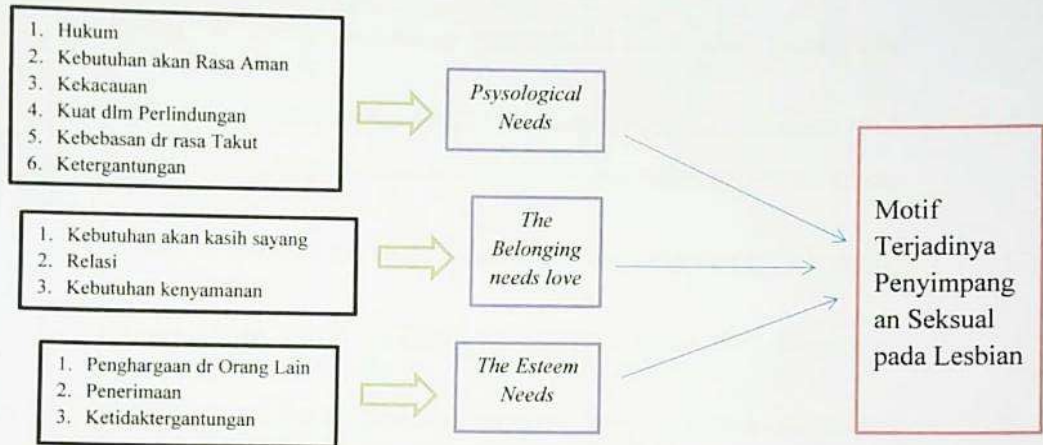 1. Hukum
2. Kebutuhan akan Rasa Aman
3. Kekacauan
4. Kuat dlm Perlindungan
5. Kebebasan dr rasa Takut
6. Ketergantungan
Psysological
Needs
1. Kebutuhan akan kasih sayang
2. Relasi
3. Kebutuhan kenyamanan
The
Belonging
needs love
1. Penghargaan dr Orang Lain
2. Penerimaan
3. Ketidaktergantungan
The Esteem
Needs
Motif
Terjadinya
Penyimpang
an Seksual
pada Lesbian